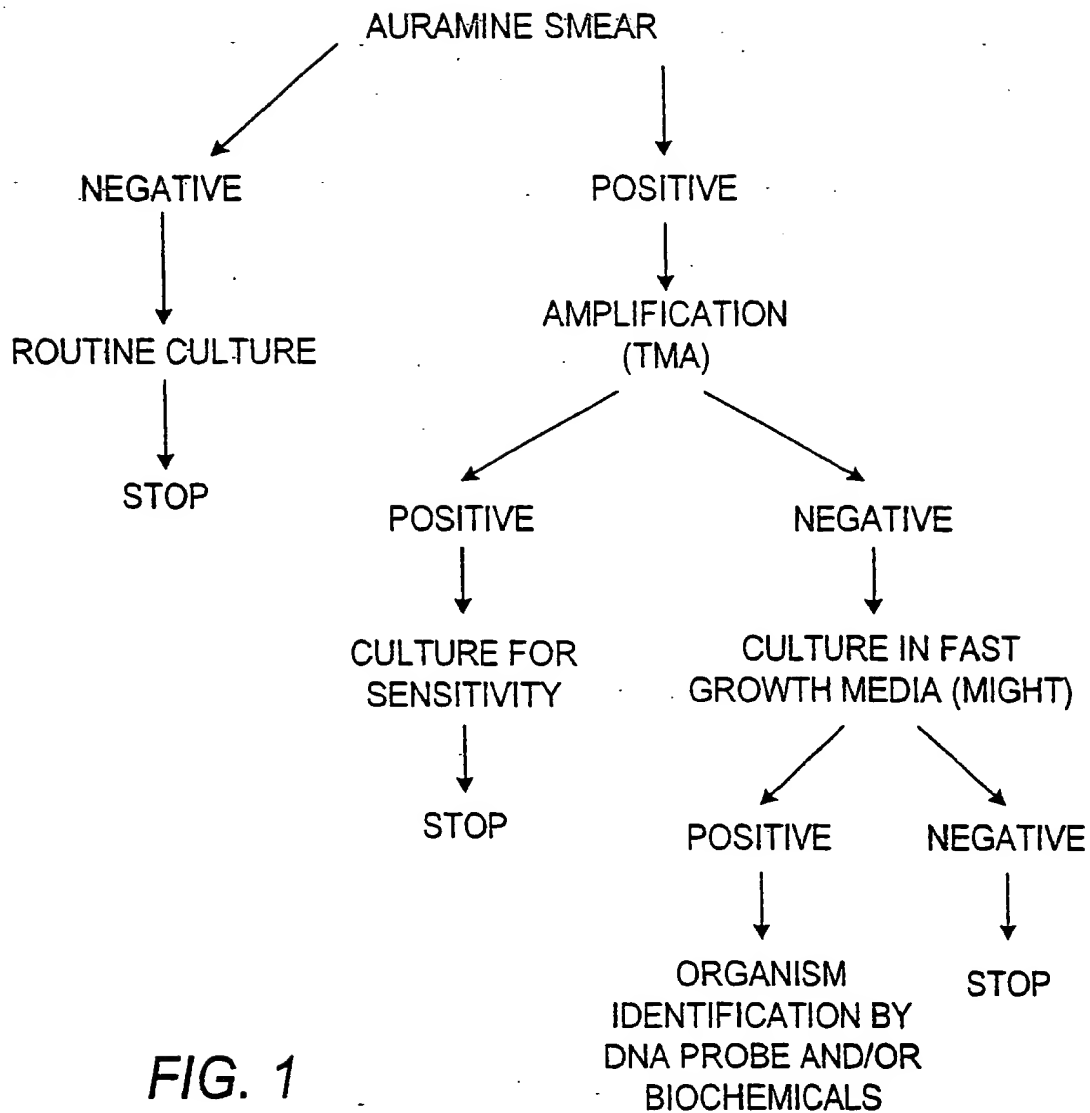 AURAMINE SMEAR
NEGATIVE
POSITIVE
ROUTINE CULTURE
AMPLIFICATION
(TMA)
STOP
POSITIVE
NEGATIVE
CULTURE FOR
SENSITIVITY
CULTURE IN FAST
GROWTH MEDIA (MIGHT)
STOP
POSITIVE
NEGATIVE
ORGANISM
IDENTIFICATION BY
DNA PROBE AND/OR
BIOCHEMICALS
STOP
FIG. 1